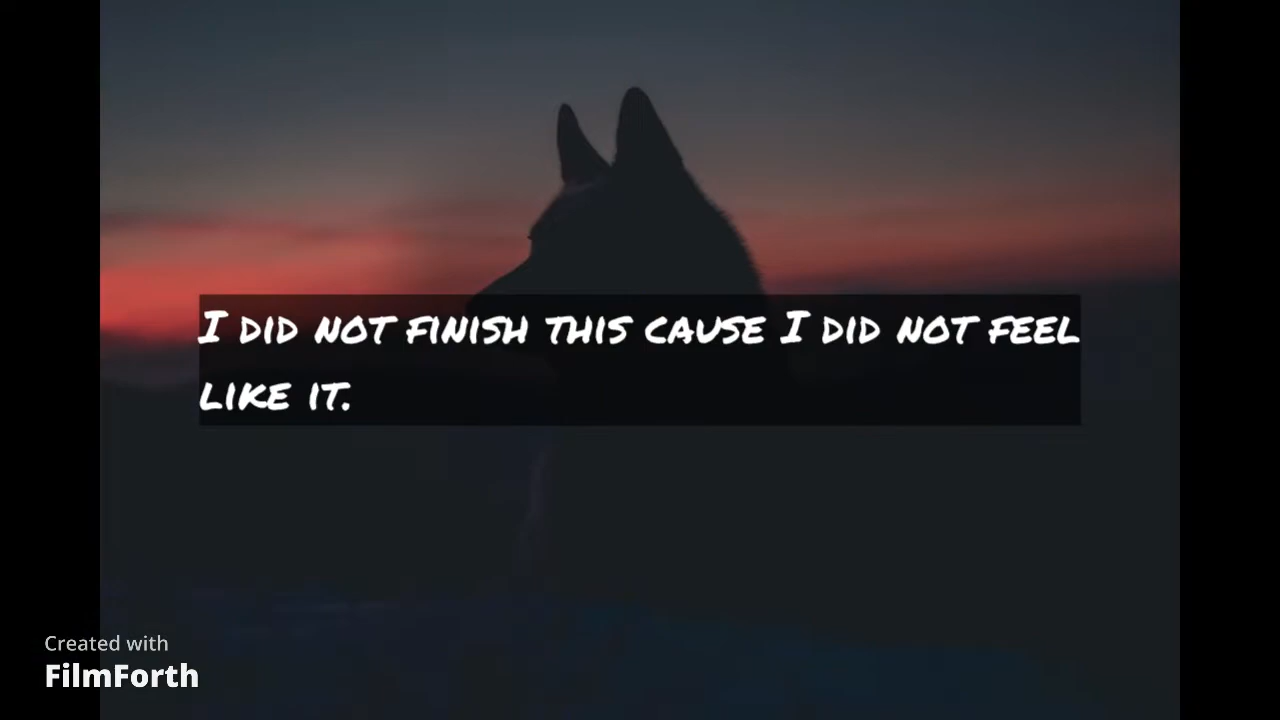 I did not finish this cause I did not feel
like it.
Created with
FilmForth